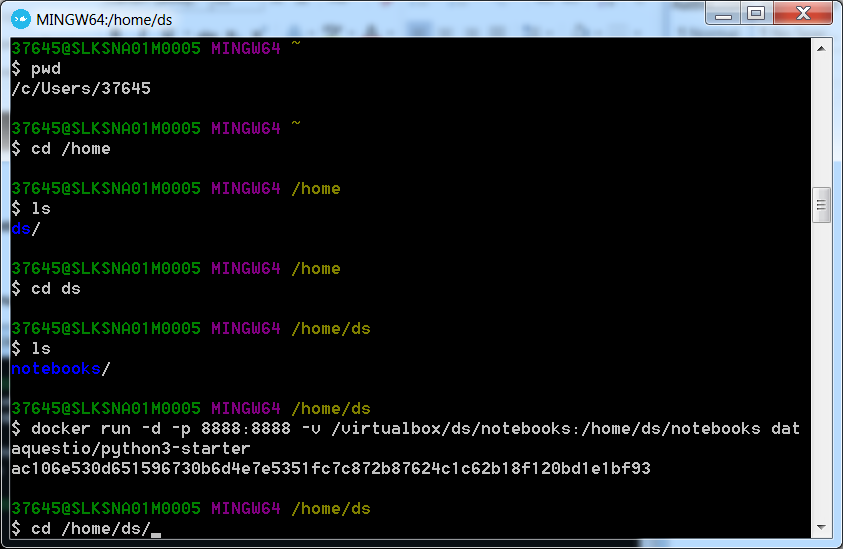 MINGW64:/home/ds
37645@SLKSNA01M0005 MINGW64 ~
$ pwd
/c/Users/37645
37645@SLKSNA01M0005 MINGW64 ~
$ cd /home
37645@SLKSNA01M0005 MINGW64 /home
$ ls
ds/
37645@SLKSNA01M0005 MINGW64 /home
$ cd ds
37645@SLKSNA01M0005 MINGW64 /home/ds
$ ls
notebooks/
37645@SLKSNA01M0005 MINGW64 /home/ds
$ docker run -d -p 8888:8888 -v /virtualbox/ds/notebooks:/home/ds/notebooks dat
aquestio/python3-starter
ac106e530d651596730b6d4e7e5351fc7c872b87624c1c62b18f120bd1e1bf93
37645@SLKSNA01M0005 MINGW64 /home/ds
$ cd /home/ds/